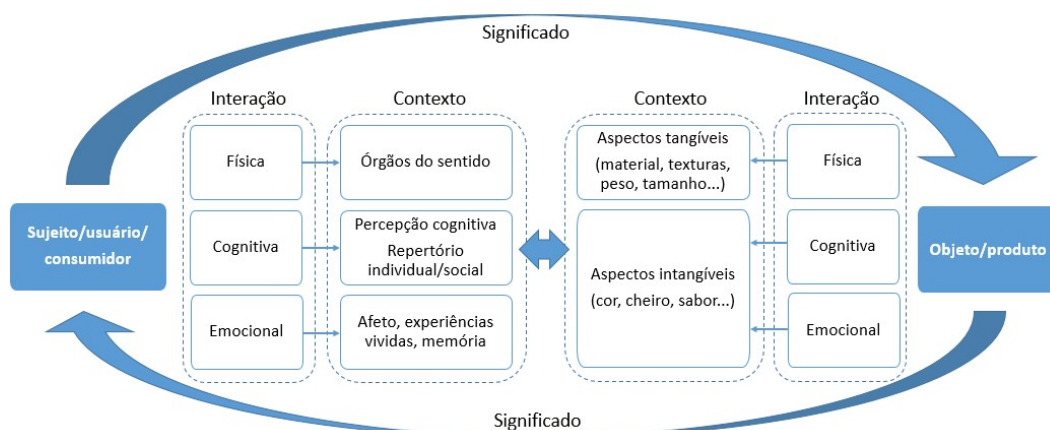 Significado
Interação
Contexto
Física
Órgãos do sentido
Cognitiva
Percepção cognitiva
Repertório
individual/social
Emocional
Afeto, experiências
vividas, memória
Sujeito/usuário/
consumidor
Contexto
Interação
Aspectos tangíveis
(material, texturas,
peso, tamanho...)
Física
Aspectos intangíveis
(cor, cheiro, sabor...)
Cognitiva
Emocional
Objeto/produto
Significado